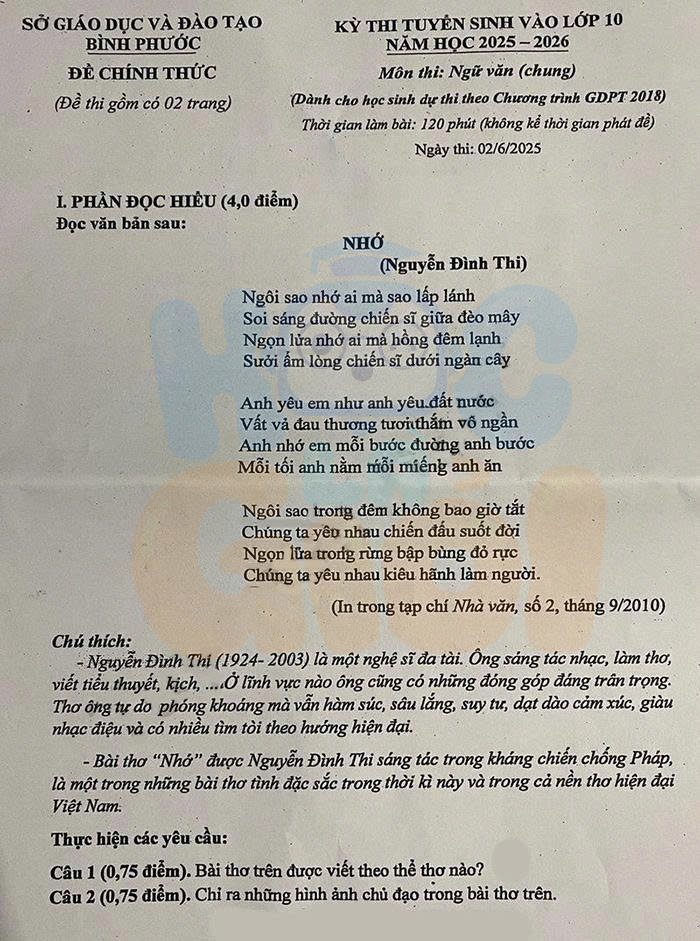 SỞ GIÁO DỤC VÀ ĐÀO TẠO
BÌNH PHƯỚC
ĐỀ CHÍNH THỨC
(Đề thi gồm có 02 trang)
KỲ THI TUYỂN SINH VÀO LỚP 10
NĂM HỌC 2025 – 2026
Môn thi: Ngữ văn (chung)
(Dành cho học sinh dự thi theo Chương trình GDPT 2018)
Thời gian làm bài: 120 phút (không kể thời gian phát đề)
Ngày thi: 02/6/2025
I. PHẦN ĐỌC HIỂU (4,0 điểm)
Đọc văn bản sau:
NHỚ
(Nguyễn Đình Thi)
Ngôi sao nhớ ai mà sao lấp lánh
Soi sáng đường chiến sĩ giữa đèo mây
Ngọn lửa nhớ ai mà hồng đêm lạnh
Sưởi ấm lòng chiến sĩ dưới ngàn cây
Anh yêu em như anh yêu đất nước
Vất vả đau thương tươi thắm vô ngần
Anh nhớ em mỗi bước đường anh bước
Mỗi tối anh nằm mỗi miếng anh ăn
Ngôi sao trong đêm không bao giờ tắt
Chúng ta yêu nhau chiến đấu suốt đời
Ngọn lửa trong rừng bập bùng đỏ rực
Chúng ta yêu nhau kiêu hãnh làm người.
(In trong tạp chí Nhà văn, số 2, tháng 9/2010)
Chú thích:
- Nguyễn Đình Thi (1924- 2003) là một nghệ sĩ đa tài. Ông sáng tác nhạc, làm thơ,
viết tiểu thuyết, kịch, ....Ở lĩnh vực nào ông cũng có những đóng góp đáng trân trọng.
Thơ ông tự do phóng khoáng mà vẫn hàm súc, sâu lắng, suy tư, dạt dào cảm xúc, giàu
nhạc điệu và có nhiều tìm tòi theo hướng hiện đại.
- Bài thơ “Nhớ” được Nguyễn Đình Thi sáng tác trong kháng chiến chống Pháp,
là một trong những bài thơ tình đặc sắc trong thời kì này và trong cả nền thơ hiện đại
Việt Nam.
Thực hiện các yêu cầu:
Câu 1 (0,75 điểm). Bài thơ trên được viết theo thể thơ nào?
Câu 2 (0,75 điểm). Chỉ ra những hình ảnh chủ đạo trong bài thơ trên.
HOC
GIOI